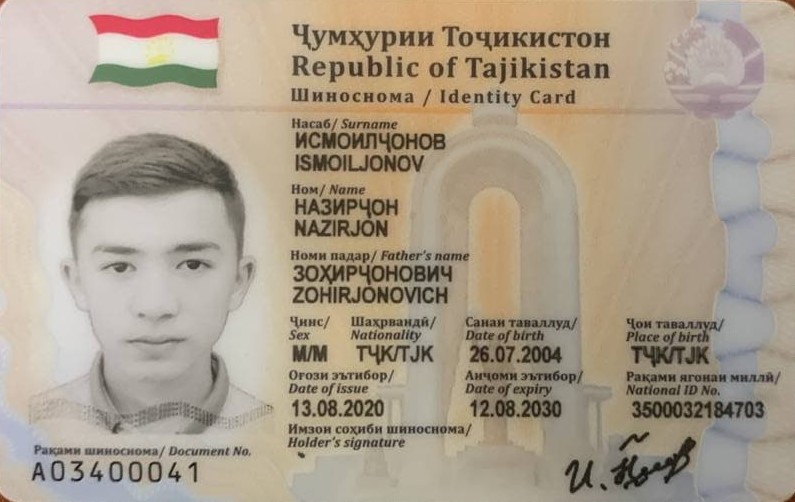 Ҷумҳурии Тоҷикистон
Republic of Tajikistan
Шиноснома / Identity Card
Насаб/ Surname
ИСМОИЛҶОНОВ
ISMOILJONOV
Ном/ Name
НАЗИРҶОН
NAZIRJON
Номи падар/ Father's name
ЗОҲИРҶОНОВИЧ
ZOHIRJONOVICH
Ҷинс/ Шаҳрвандӣ/ Санаи таваллуд/ Ҷои таваллуд/
Sex Nationality Date of birth Place of birth
M/M ТҶК/TJK 26.07.2004 ТҶК/TJK
Оғози эътибор/ Анҷоми эътибор/ Рақами ягонаи миллӣ/
Date of issue Date of expiry National ID No.
13.08.2020 12.08.2030 3500032184703
Имзои соҳиби шиноснома/
Holder's signature
Рақами шиноснома/ Document No.
A03400041